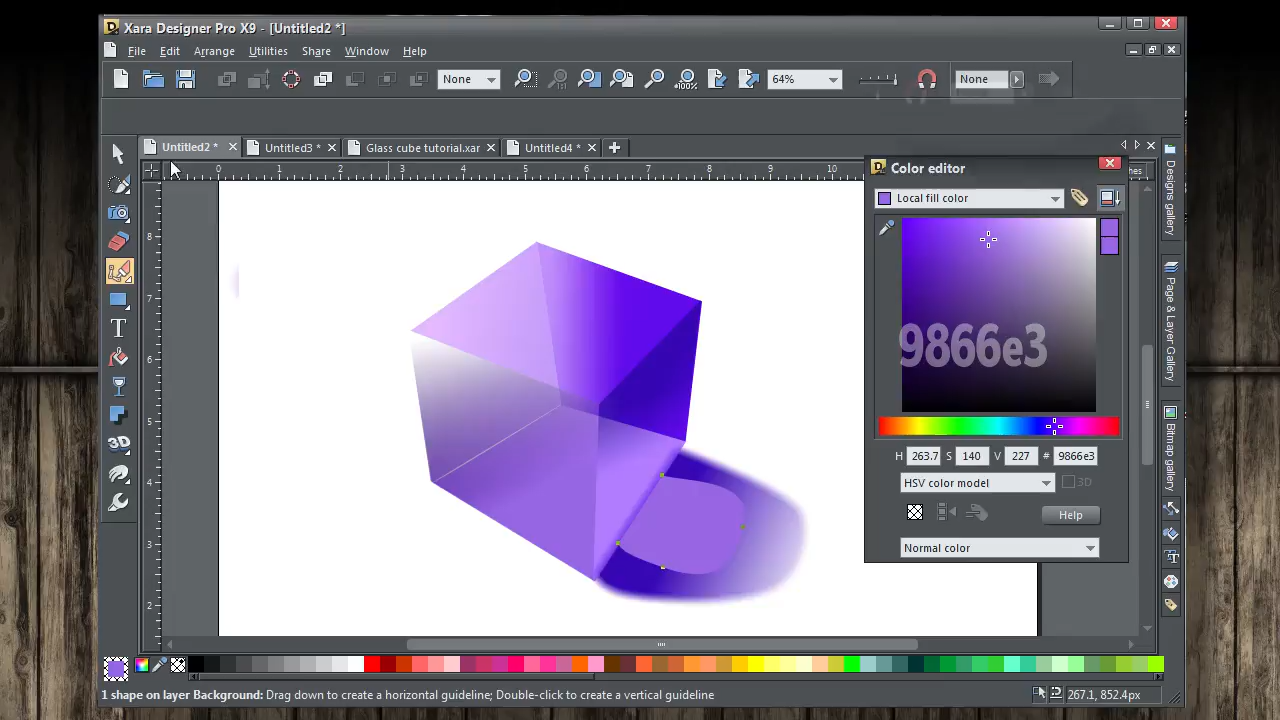 Xara Designer Pro X9 - [Untitled2 *]
File Edit Arrange Utilities Share Window Help
None 64% None
Untitled2 * Untitled3 * Glass cube tutorial.xar Untitled4 *
0 1 2 3 4 5 6 7 8 9 10 hes
8
7
6
5
4
3
2
Color editor
Local fill color
9866e3
H 263.7 S 140 V 227 # 9866e3
HSV color model 3D
Help
Normal color
Designs gallery
Page & Layer Gallery
Bitmap gallery
1 shape on layer Background: Drag down to create a horizontal guideline; Double-click to create a vertical guideline
267.1, 852.4px